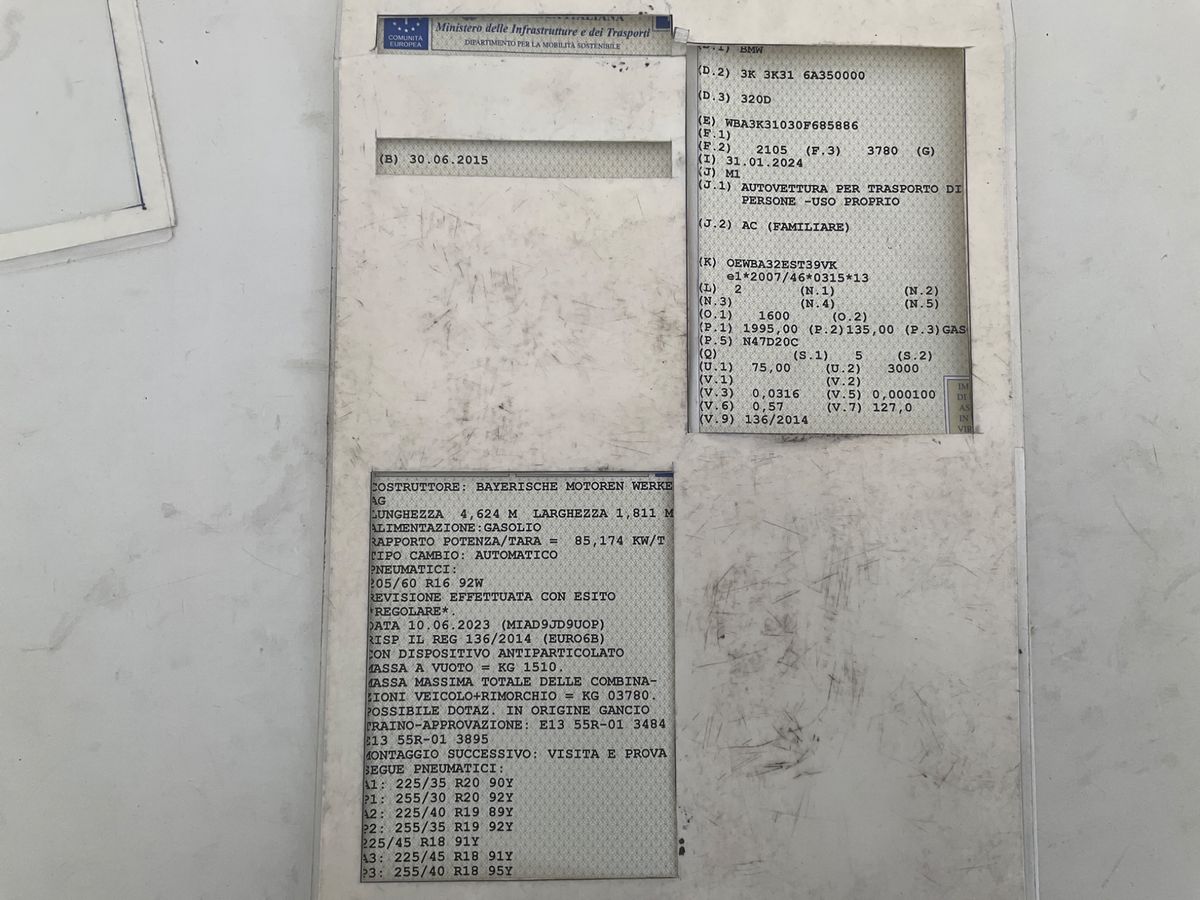 COMUNITÀ
EUROPEA
ITALIANA
Ministero delle Infrastrutture e dei Trasporti
DIPARTIMENTO PER LA MOBILITÀ SOSTENIBILE
(B) 30.06.2015
(D.1) BMW
(D.2) 3K 3K31 6A350000
(D.3) 320D
(E) WBA3K31030F685886
(F.1)
(F.2) 2105 (F.3) 3780 (G)
(I) 31.01.2024
(J) M1
(J.1) AUTOVETTURA PER TRASPORTO DI
PERSONE -USO PROPRIO
(J.2) AC (FAMILIARE)
(K) OEWBA32EST39VK
e1*2007/46*0315*13
(L) 2 (N.1) (N.2)
(N.3) (N.4) (N.5)
(O.1) 1600 (O.2)
(P.1) 1995,00 (P.2)135,00 (P.3)GAS
(P.5) N47D20C
(Q) (S.1) 5 (S.2)
(U.1) 75,00 (U.2) 3000
(V.1) (V.2)
(V.3) 0,0316 (V.5) 0,000100
(V.6) 0,57 (V.7) 127,0
(V.9) 136/2014
IM
DI
AS
IN
VIR
COSTRUTTORE: BAYERISCHE MOTOREN WERKE
AG
LUNGHEZZA 4,624 M LARGHEZZA 1,811 M
ALIMENTAZIONE:GASOLIO
RAPPORTO POTENZA/TARA = 85,174 KW/T
TIPO CAMBIO: AUTOMATICO
PNEUMATICI:
205/60 R16 92W
REVISIONE EFFETTUATA CON ESITO
*REGOLARE*.
DATA 10.06.2023 (MIAD9JD9UOP)
RISP IL REG 136/2014 (EURO6B)
CON DISPOSITIVO ANTIPARTICOLATO
MASSA A VUOTO = KG 1510.
MASSA MASSIMA TOTALE DELLE COMBINA-
ZIONI VEICOLO+RIMORCHIO = KG 03780.
POSSIBILE DOTAZ. IN ORIGINE GANCIO
TRAINO-APPROVAZIONE: E13 55R-01 3484
E13 55R-01 3895
MONTAGGIO SUCCESSIVO: VISITA E PROVA
SEGUE PNEUMATICI:
A1: 225/35 R20 90Y
P1: 255/30 R20 92Y
A2: 225/40 R19 89Y
P2: 255/35 R19 92Y
225/45 R18 91Y
A3: 225/45 R18 91Y
P3: 255/40 R18 95Y